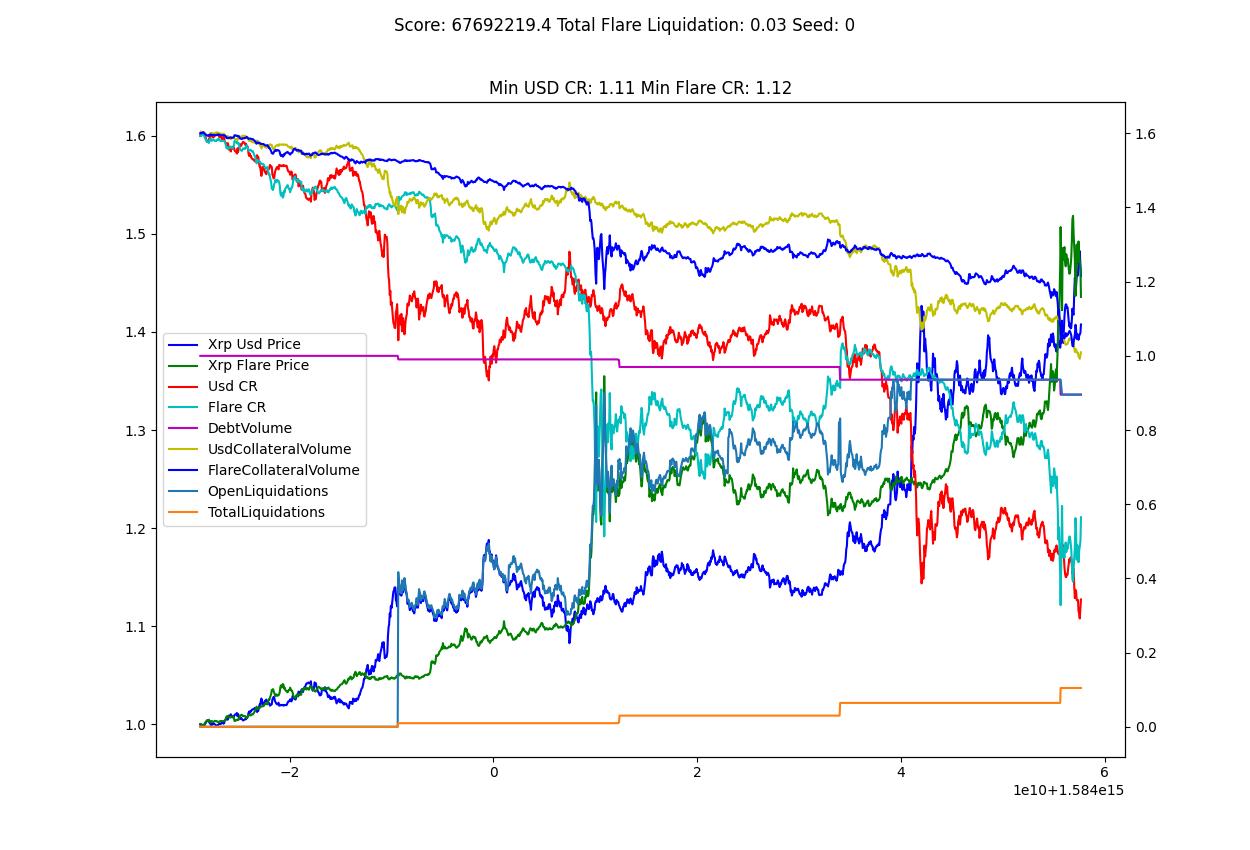 Score: 67692219.4 Total Flare Liquidation: 0.03 Seed: 0
Min USD CR: 1.11 Min Flare CR: 1.12
1.6
1.5
1.4
1.3
1.2
1.1
1.0
1.6
1.4
1.2
1.0
0.8
0.6
0.4
0.2
0.0
Xrp Usd Price
Xrp Flare Price
Usd CR
Flare CR
DebtVolume
UsdCollateralVolume
FlareCollateralVolume
OpenLiquidations
TotalLiquidations
−2
0
2
4
6
1e10+1.584e15